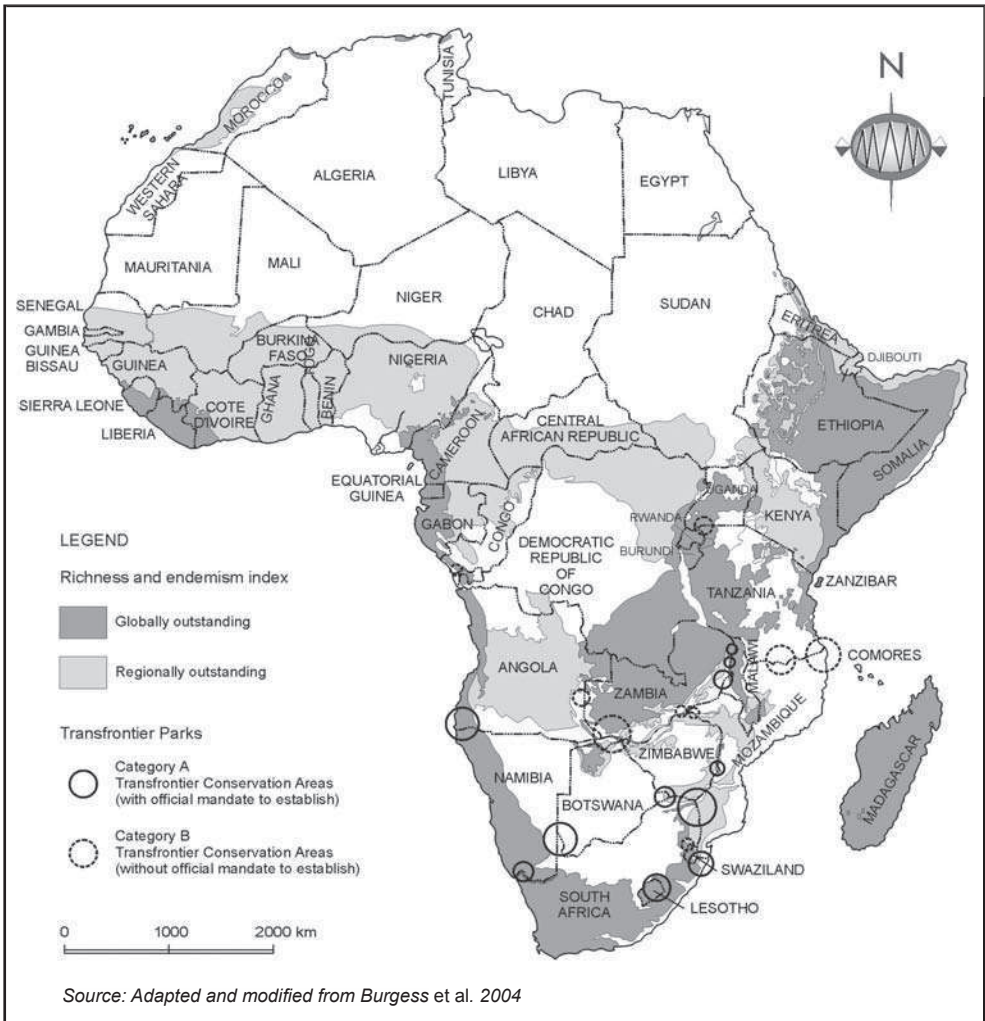 N
TUNISIA
MOROCCO
ALGERIA
LIBYA
EGYPT
WESTERN
SAHARA
MAURITANIA
MALI
NIGER
CHAD
SUDAN
ERITREA
DJIBOUTI
SENEGAL
GAMBIA
GUINEA
BISSAU
GUINEA
SIERRA LEONE
LIBERIA
COTE
D'IVOIRE
BURKINA
FASO
GHANA
TOGO
BENIN
NIGERIA
CAMEROON
CENTRAL
AFRICAN REPUBLIC
ETHIOPIA
SOMALIA
EQUATORIAL
GUINEA
GABON
CONGO
DEMOCRATIC
REPUBLIC
OF
CONGO
UGANDA
RWANDA
BURUNDI
KENYA
TANZANIA
ZANZIBAR
COMORES
ANGOLA
ZAMBIA
MALAWI
MOZAMBIQUE
ZIMBABWE
NAMIBIA
BOTSWANA
MADAGASCAR
SWAZILAND
LESOTHO
SOUTH
AFRICA
LEGEND
Richness and endemism index
Globally outstanding
Regionally outstanding
Transfrontier Parks
Category A
Transfrontier Conservation Areas
(with official mandate to establish)
Category B
Transfrontier Conservation Areas
(without official mandate to establish)
0 1000 2000 km
Source: Adapted and modified from Burgess et al. 2004